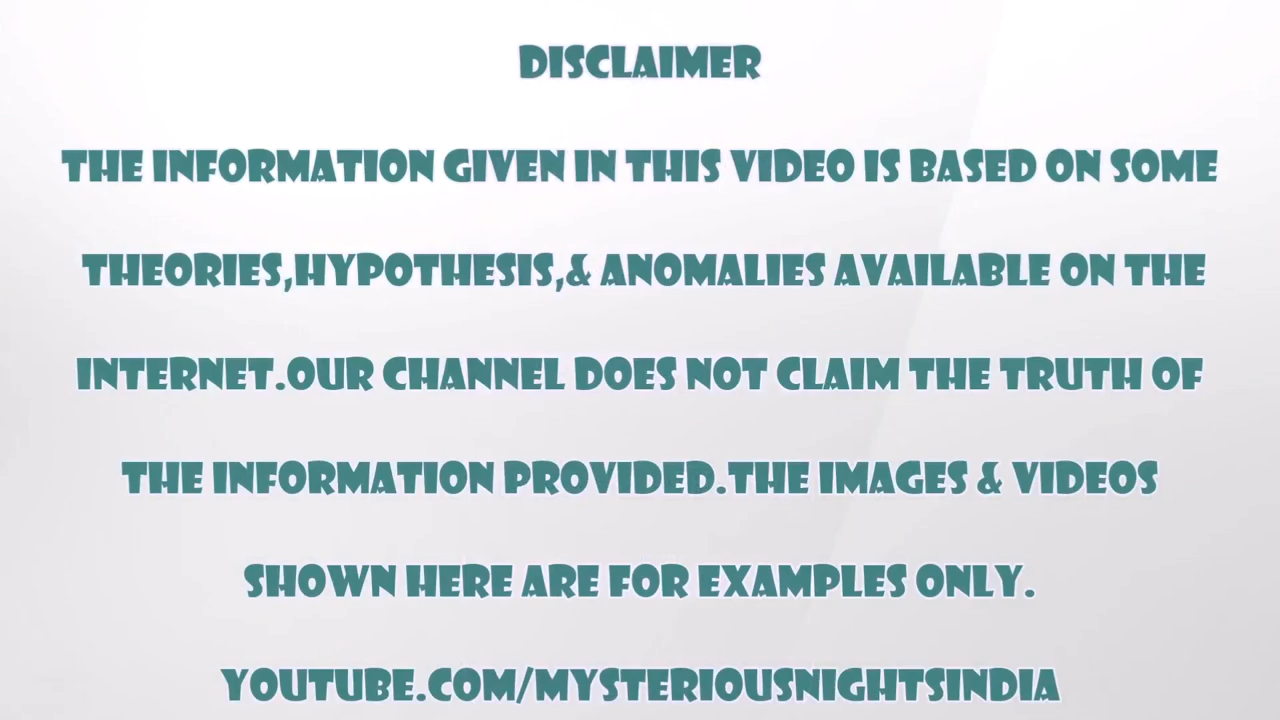 DISCLAIMER
THE INFORMATION GIVEN IN THIS VIDEO IS BASED ON SOME
THEORIES,HYPOTHESIS,& ANOMALIES AVAILABLE ON THE
INTERNET.OUR CHANNEL DOES NOT CLAIM THE TRUTH OF
THE INFORMATION PROVIDED.THE IMAGES & VIDEOS
SHOWN HERE ARE FOR EXAMPLES ONLY.
YOUTUBE.COM/MYSTERIOUSNIGHTSINDIA